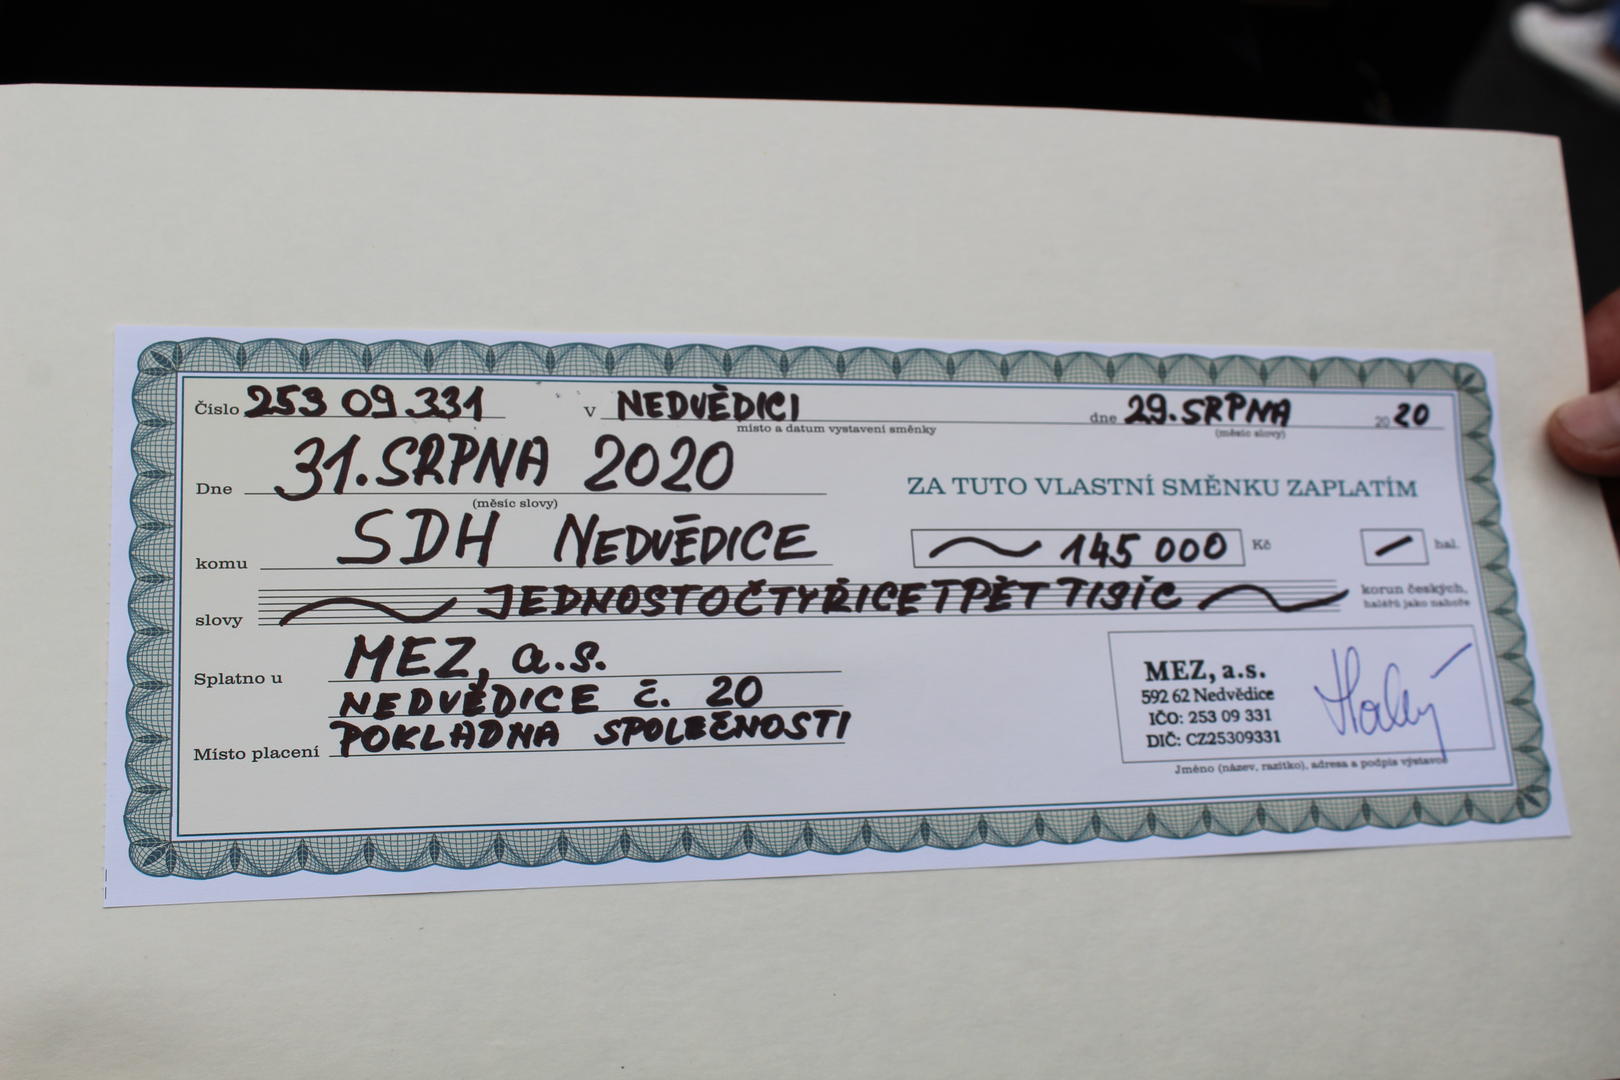 Číslo 253 09.331 v NEDVĚDICI dne 29.SRPNA 2020
místo a datum vystavení směnky (měsíc slovy)
Dne 31.SRPNA 2020
(měsíc slovy)
ZA TUTO VLASTNÍ SMĚNKU ZAPLATÍM
komu SDH NEDVĚDICE
145 000 Kč - hal.
slovy JEDNOSTOČTYŘICETPĚTTISÍC korun českých,
haléřů jako nahoře
Splatno u MEZ, a.s.
NEDVĚDICE č. 20
Místo placení POKLADNA SPOLEČNOSTI
MEZ, a.s.
592 62 Nedvědice
IČO: 253 09 331
DIČ: CZ25309331
Jméno (název, razítko), adresa a podpis výstavce